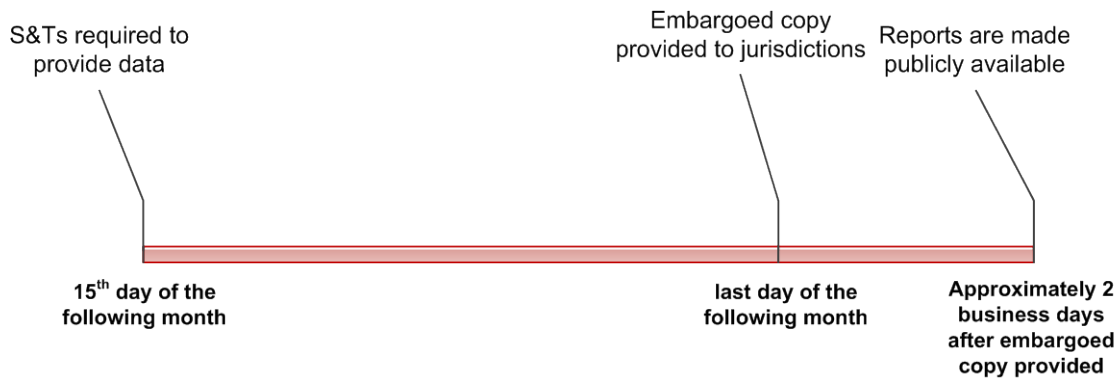 S&Ts required to
provide data
Embargoed copy
provided to jurisdictions
Reports are made
publicly available
15th day of the
following month
last day of the
following month
Approximately 2
business days
after embargoed
copy provided